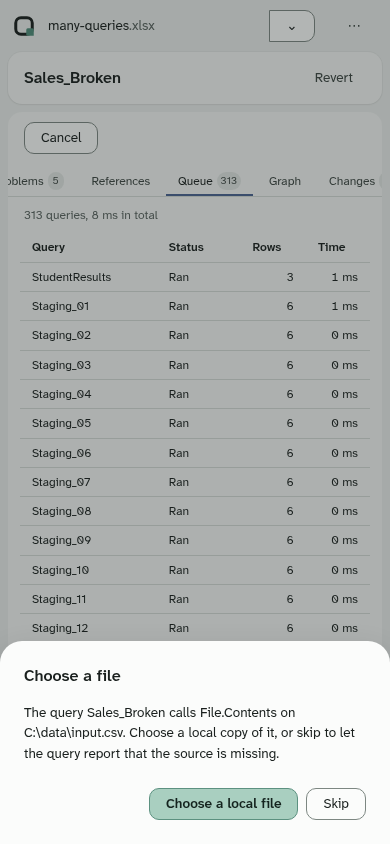 many-queries.xlsx
Sales_Broken Revert
Cancel
oblems 5 References Queue 313 Graph Changes
313 queries, 8 ms in total
Query Status Rows Time
StudentResults Ran 3 1 ms
Staging_01 Ran 6 1 ms
Staging_02 Ran 6 0 ms
Staging_03 Ran 6 0 ms
Staging_04 Ran 6 0 ms
Staging_05 Ran 6 0 ms
Staging_06 Ran 6 0 ms
Staging_07 Ran 6 0 ms
Staging_08 Ran 6 0 ms
Staging_09 Ran 6 0 ms
Staging_10 Ran 6 0 ms
Staging_11 Ran 6 0 ms
Staging_12 Ran 6 0 ms
Choose a file
The query Sales_Broken calls File.Contents on
C:\data\input.csv. Choose a local copy of it, or skip to let
the query report that the source is missing.
Choose a local file Skip